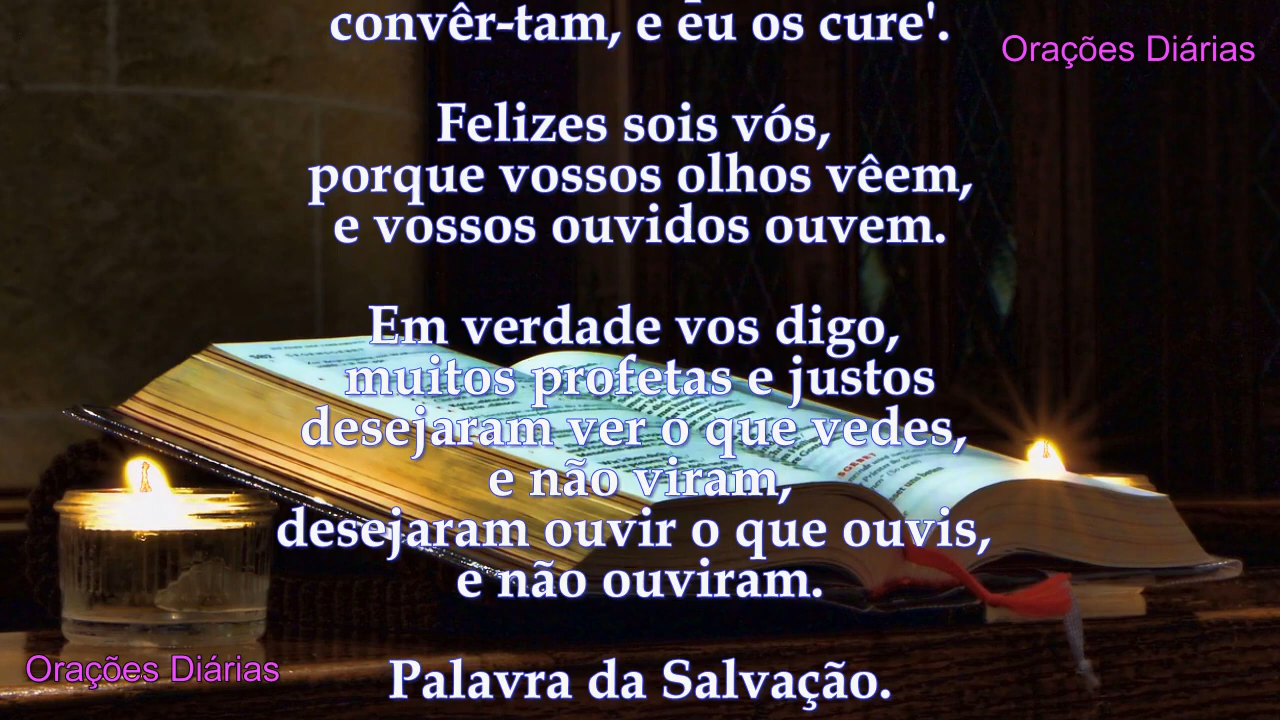 convêr-tam, e eu os cure'.
Orações Diárias
Felizes sois vós,
porque vossos olhos vêem,
e vossos ouvidos ouvem.
Em verdade vos digo,
muitos profetas e justos
desejaram ver o que vedes,
e não viram,
desejaram ouvir o que ouvis,
e não ouviram.
Orações Diárias
Palavra da Salvação.